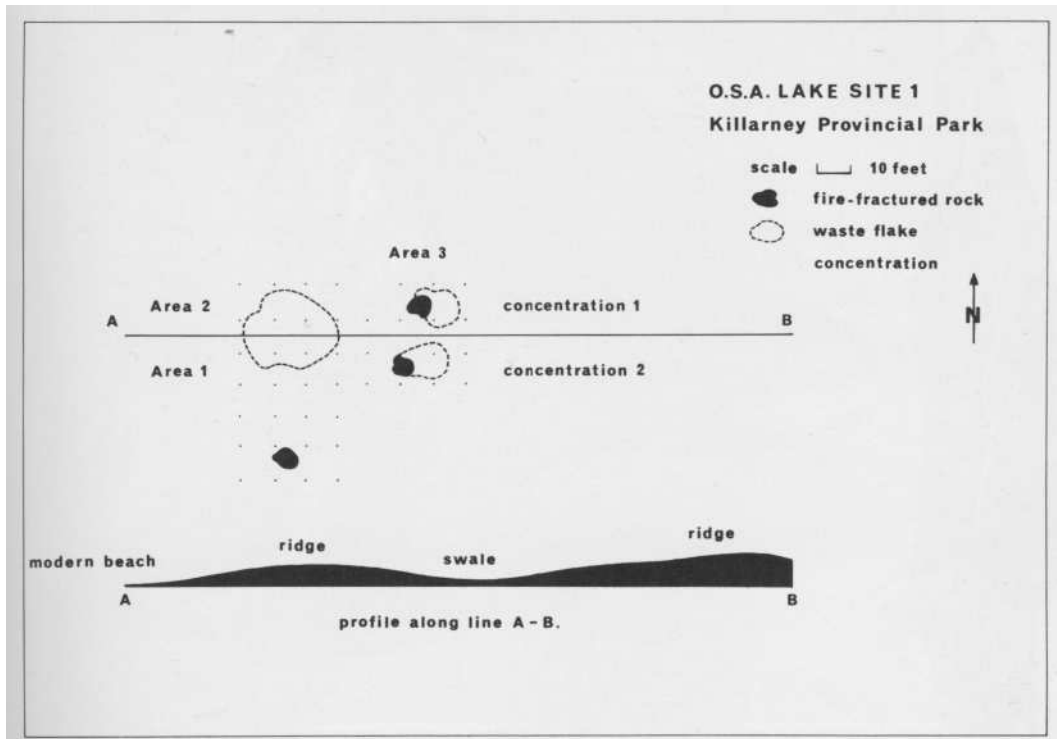 O.S.A. LAKE SITE 1
Killarney Provincial Park
scale 10 feet
fire-fractured rock
waste flake
concentration
N
Area 3
Area 2
concentration 1
A
B
Area 1
concentration 2
ridge
ridge
modern beach
swale
A
B
profile along line A-B.